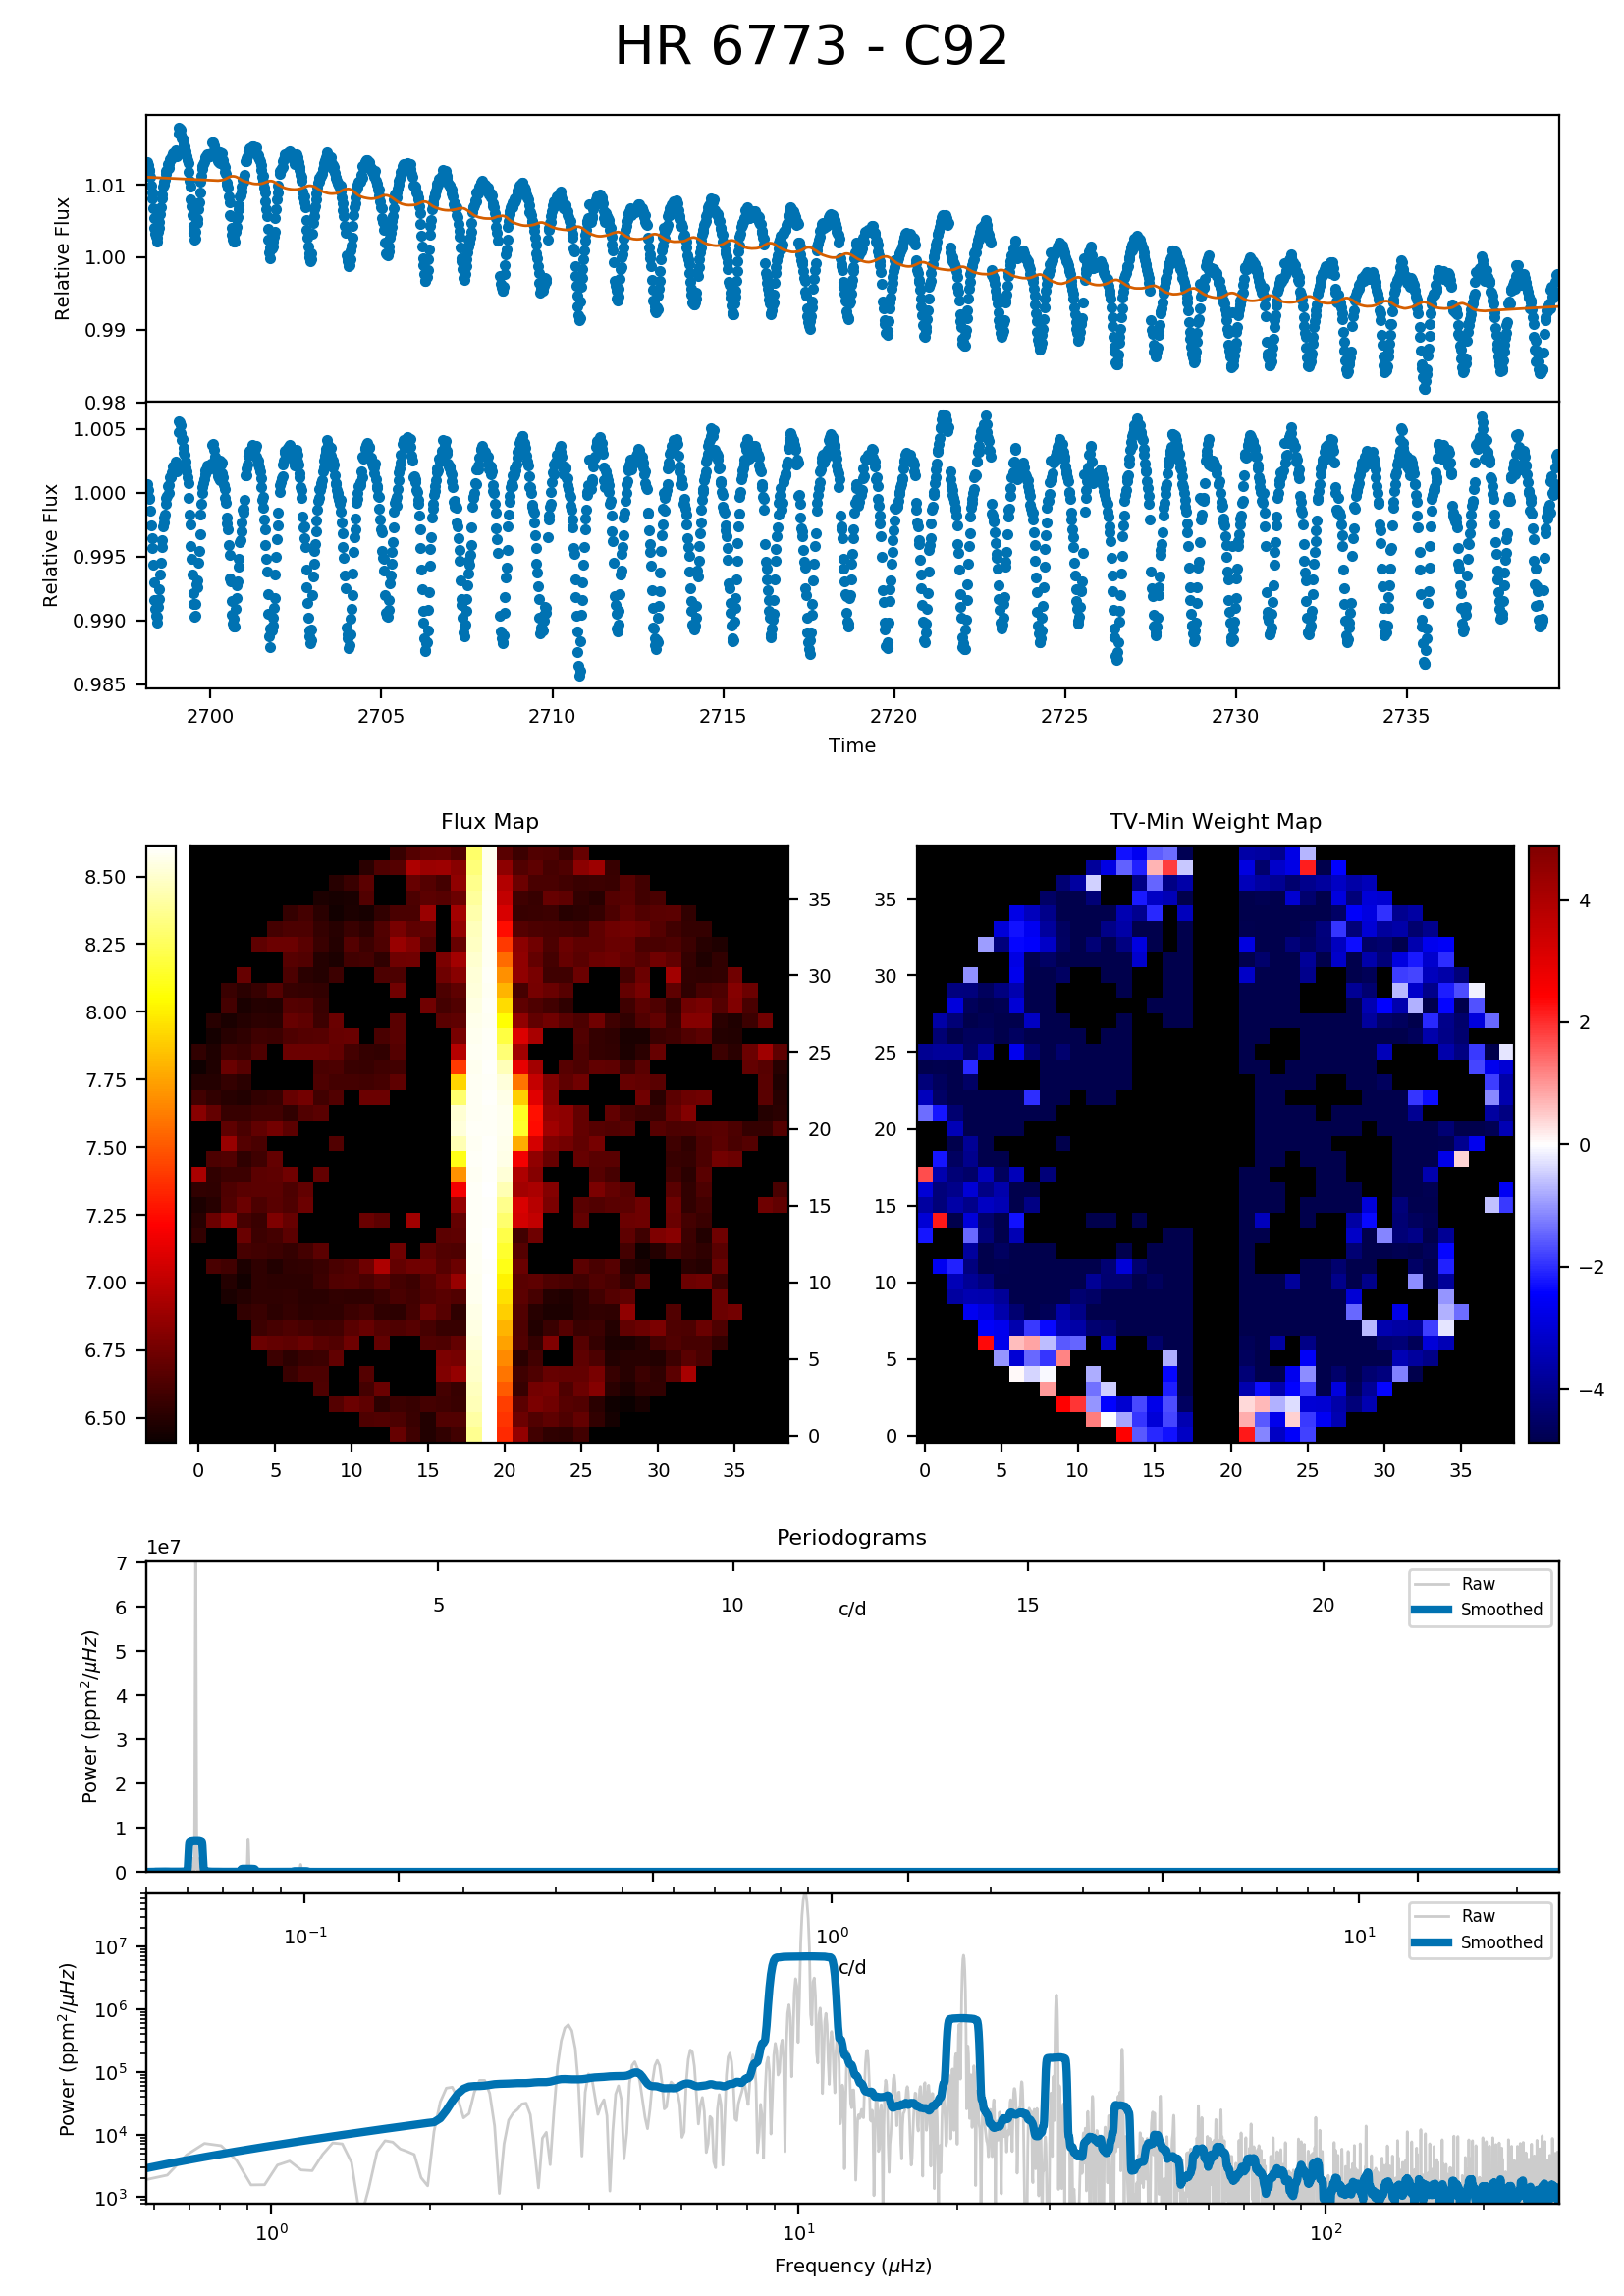 HR 6773 - C92
Relative Flux
1.01
1.00
0.99
0.98
Relative Flux
1.005
1.000
0.995
0.990
0.985
2700 2705 2710 2715 2720 2725 2730 2735
Time
Flux Map
8.50
8.25
8.00
7.75
7.50
7.25
7.00
6.75
6.50
35
30
25
20
15
10
5
0
0 5 10 15 20 25 30 35
TV-Min Weight Map
35
30
25
20
15
10
5
0
0 5 10 15 20 25 30 35
4
2
0
−2
−4
Periodograms
1e7
Power (ppm²/μHz)
7
6
5
4
3
2
1
0
5 10 15 20
c/d
Raw
Smoothed
Power (ppm²/μHz)
10⁷
10⁶
10⁵
10⁴
10³
10⁻¹ 10⁰ 10¹
c/d
Raw
Smoothed
10⁰ 10¹ 10²
Frequency (μHz)